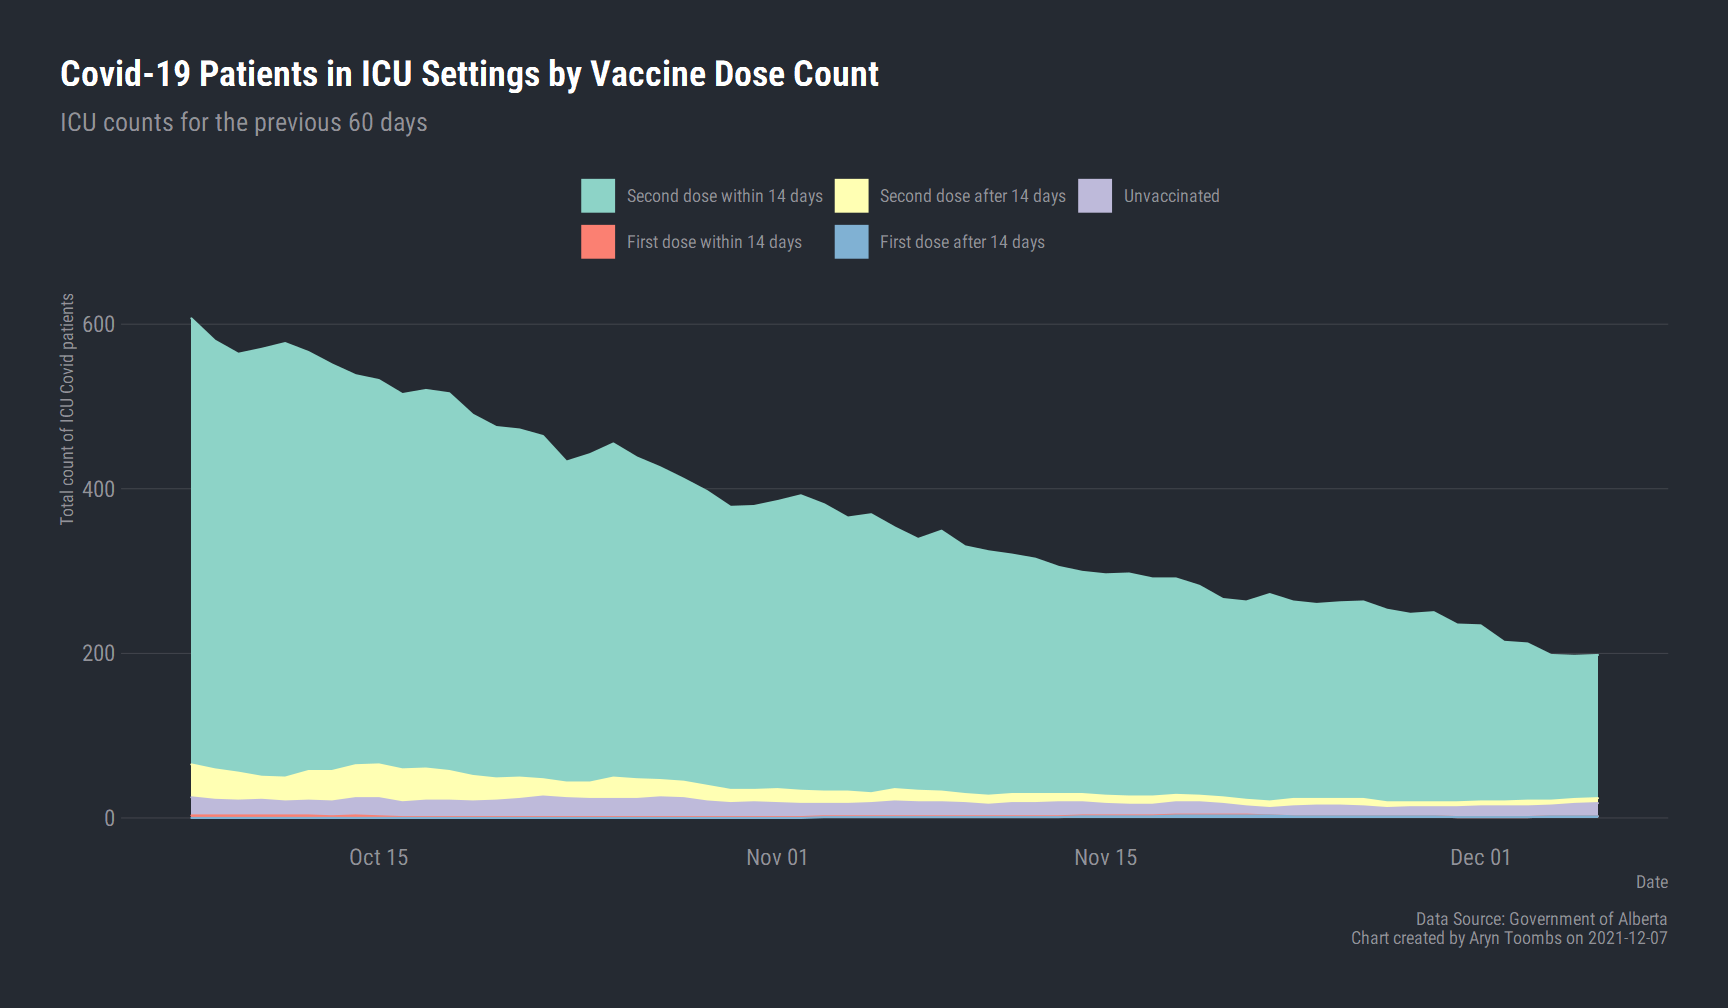 Covid-19 Patients in ICU Settings by Vaccine Dose Count
ICU counts for the previous 60 days
Second dose within 14 days
Second dose after 14 days
Unvaccinated
First dose within 14 days
First dose after 14 days
Total count of ICU Covid patients
600
400
200
0
Oct 15
Nov 01
Nov 15
Dec 01
Date
Data Source: Government of Alberta
Chart created by Aryn Toombs on 2021-12-07